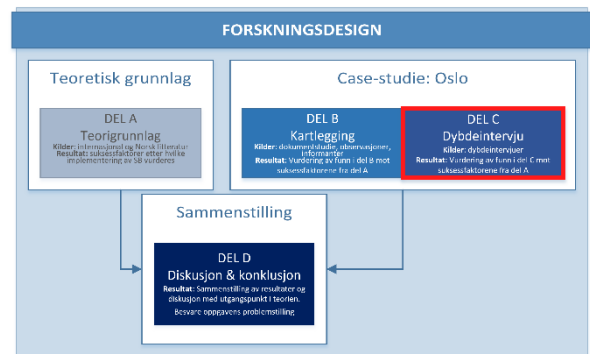 FORSKNINGSDESIGN
Teoretisk grunnlag
DEL A
Teorigrunnlag
Kilder: internasjonal og Norsk litteratur
Resultat: suksessfaktorer etter hvilke
implementering av SB vurderes
Case-studie: Oslo
DEL B
Kartlegging
Kilder: dokumentstudie, observasjoner,
informanter
Resultat: Vurdering av funn i del B mot
suksessfaktorene fra del A
DEL C
Dybdeintervju
Kilder: dybdeintervjuer
Resultat: Vurdering av funn i del C mot
suksessfaktorene fra del A
Sammenstilling
DEL D
Diskusjon & konklusjon
Resultat: Sammenstilling av resultater og
diskusjon med utgangspunkt i teorien.
Besvare oppgavens problemstilling